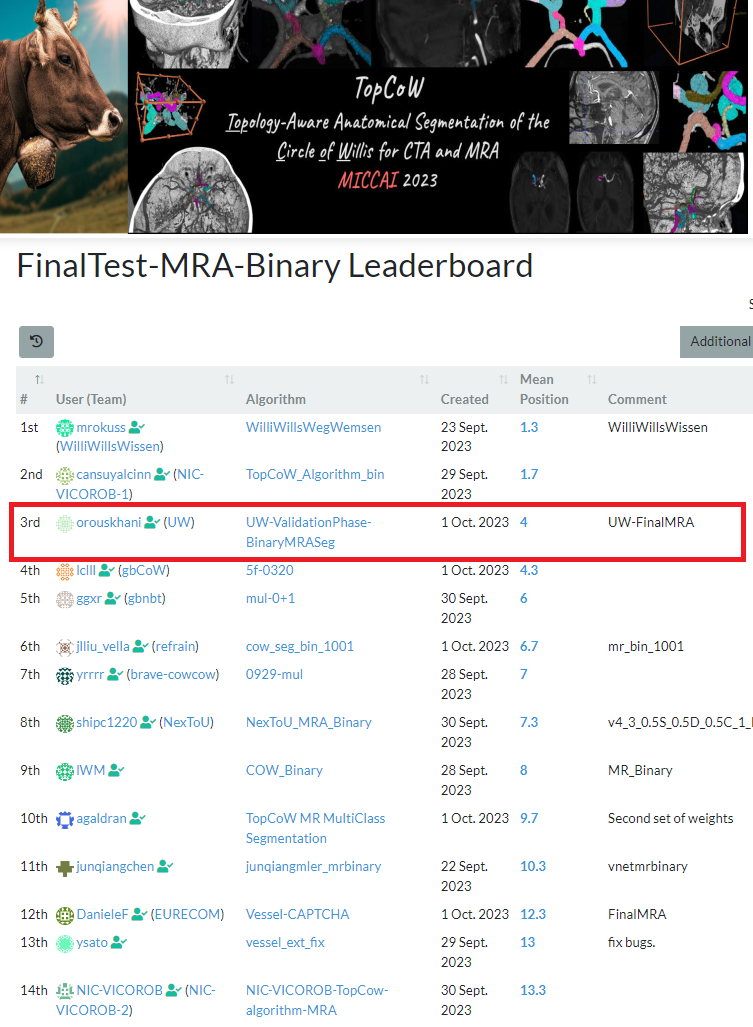 TopCoW
Topology-Aware Anatomical Segmentation of the
Circle of Willis for CTA and MRA
MICCAI 2023
FinalTest-MRA-Binary Leaderboard
Additional
# User (Team) Algorithm Created Mean Position Comment
1st mrokuss (WilliWillsWissen) WilliWillsWegWemsen 23 Sept. 2023 1.3 WilliWillsWissen
2nd cansuyalcinn (NIC-VICOROB-1) TopCoW_Algorithm_bin 29 Sept. 2023 1.7
3rd orouskhani (UW) UW-ValidationPhase-BinaryMRASeg 1 Oct. 2023 4 UW-FinalMRA
4th lclll (gbCoW) 5f-0320 1 Oct. 2023 4.3
5th ggxr (gbnbt) mul-0+1 30 Sept. 2023 6
6th jlliu_vella (refrain) cow_seg_bin_1001 1 Oct. 2023 6.7 mr_bin_1001
7th yrrrr (brave-cowcow) 0929-mul 28 Sept. 2023 7
8th shipc1220 (NexToU) NexToU_MRA_Binary 30 Sept. 2023 7.3 v4_3_0.5S_0.5D_0.5C_1_
9th IWM COW_Binary 28 Sept. 2023 8 MR_Binary
10th agaldran TopCoW MR MultiClass Segmentation 1 Oct. 2023 9.7 Second set of weights
11th junqiangchen junqiangmler_mrbinary 22 Sept. 2023 10.3 vnetmrbinary
12th DanieleF (EURECOM) Vessel-CAPTCHA 1 Oct. 2023 12.3 FinalMRA
13th ysato vessel_ext_fix 29 Sept. 2023 13 fix bugs.
14th NIC-VICOROB (NIC-VICOROB-2) NIC-VICOROB-TopCow-algorithm-MRA 30 Sept. 2023 13.3